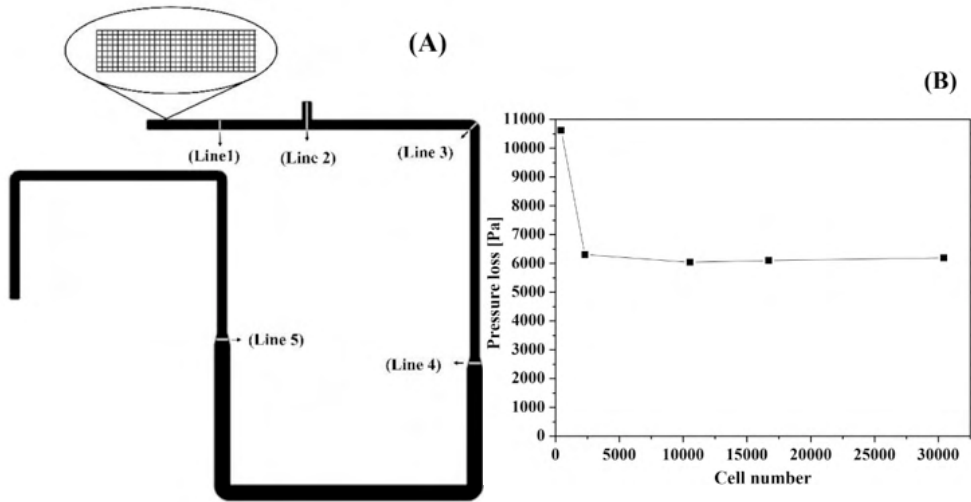 (A)
(Line1)
(Line 2)
(Line 3)
(Line 5)
(Line 4)
(B)
Pressure loss [Pa]
11000
10000
9000
8000
7000
6000
5000
4000
3000
2000
1000
0
0 5000 10000 15000 20000 25000 30000
Cell number